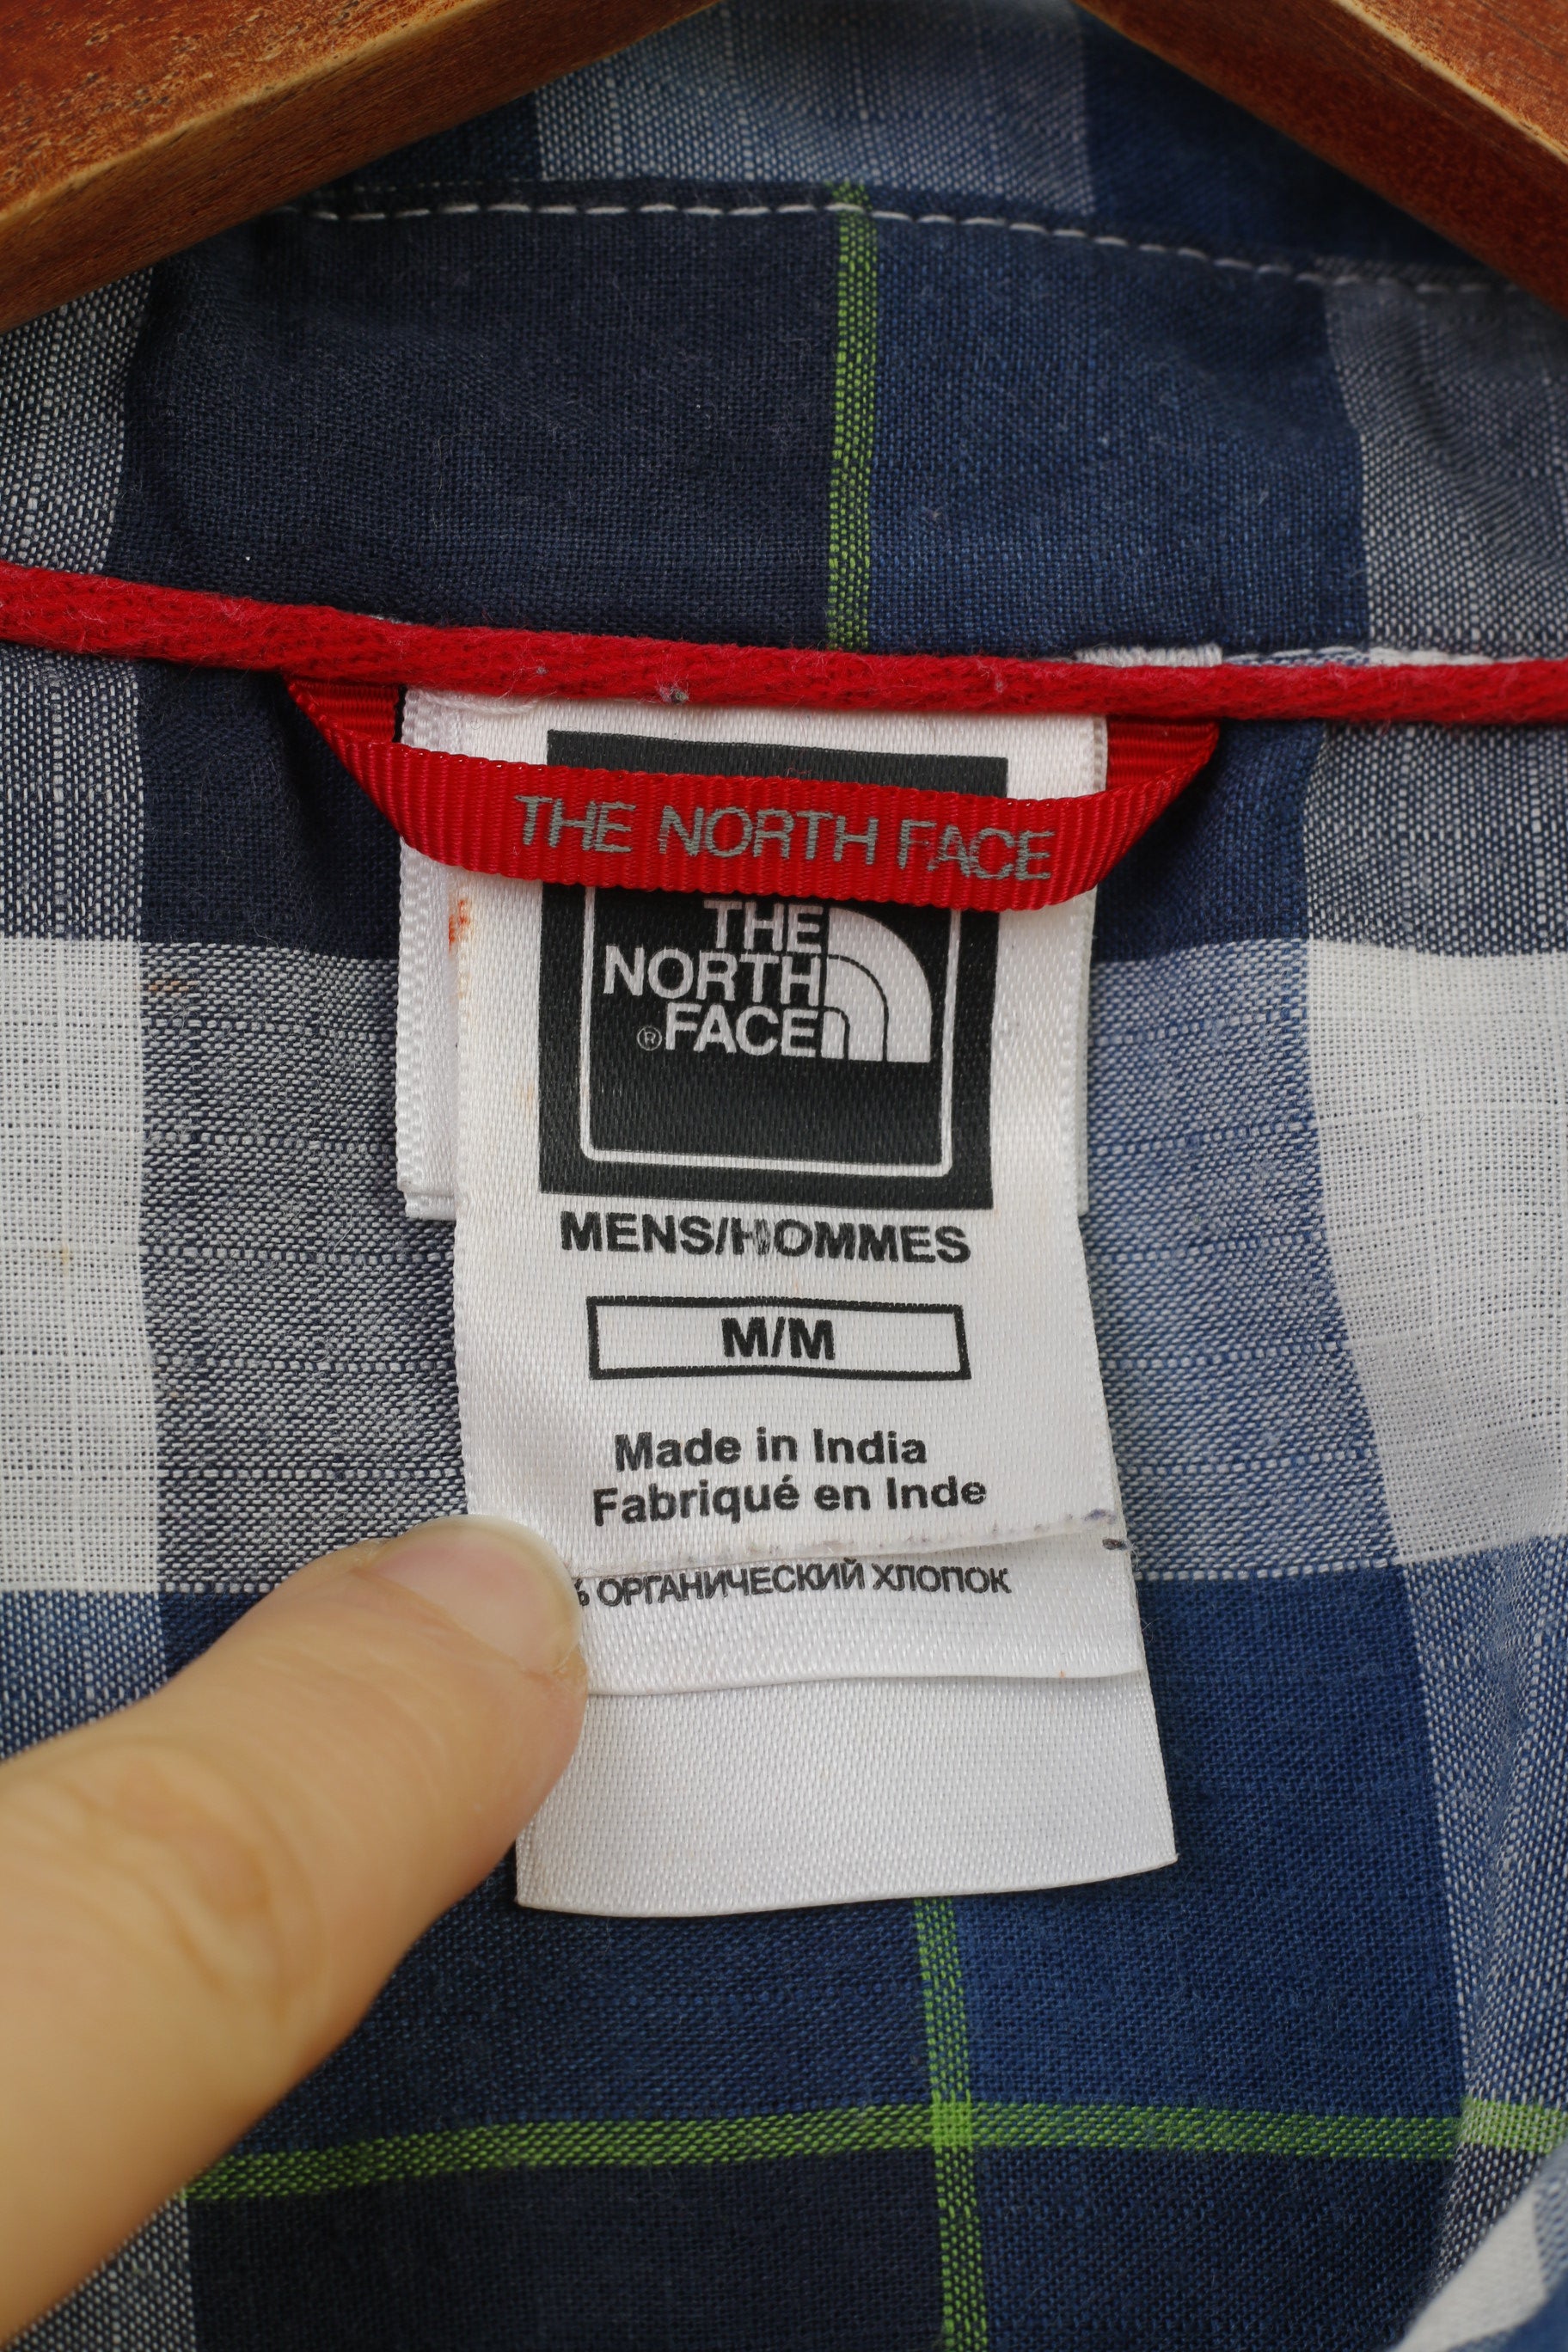 THE NORTH FACE
THE
NORTH
® FACE
MENS/HOMMES
M/M
Made in India
Fabriqué en Inde
% ОРГАНИЧЕСКИЙ ХЛОПОК